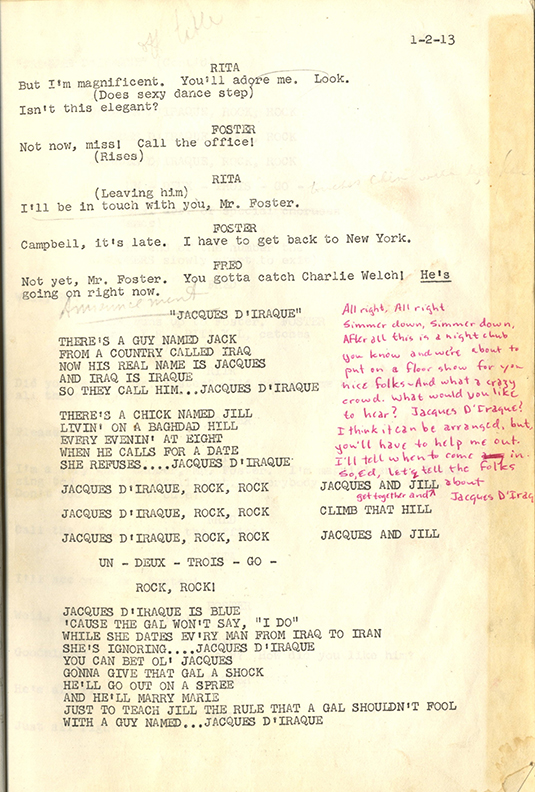 off table
1-2-13
RITA
But I'm magnificent. You'll adore me. Look.
(Does sexy dance step)
Isn't this elegant?
FOSTER
Not now, miss! Call the office!
(Rises)
RITA
(Leaving him)
I'll be in touch with you, Mr. Foster.
FOSTER
Campbell, it's late. I have to get back to New York.
FRED
Not yet, Mr. Foster. You gotta catch Charlie Welch! He's
going on right now.
Announcement
"JACQUES D'IRAQUE"
THERE'S A GUY NAMED JACK
FROM A COUNTRY CALLED IRAQ
NOW HIS REAL NAME IS JACQUES
AND IRAQ IS IRAQUE
SO THEY CALL HIM...JACQUES D'IRAQUE
THERE'S A CHICK NAMED JILL
LIVIN' ON A BAGHDAD HILL
EVERY EVENIN' AT EIGHT
WHEN HE CALLS FOR A DATE
SHE REFUSES....JACQUES D'IRAQUE
All right, All right
Simmer down, Simmer down,
After all this is a night club
you know and we're about to
put on a floor show for you
nice folks - And what a crazy
crowd. What would you like
to hear? Jacques D'Iraque?
I think it can be arranged, but
you'll have to help me out.
I'll tell when to come in.
So, Ed, let's tell the folks
about
get together and
Jacques D'Iraq
JACQUES D'IRAQUE, ROCK, ROCK JACQUES AND JILL
JACQUES D'IRAQUE, ROCK, ROCK CLIMB THAT HILL
JACQUES D'IRAQUE, ROCK, ROCK JACQUES AND JILL
UN - DEUX - TROIS - GO -
ROCK, ROCK!
JACQUES D'IRAQUE IS BLUE
'CAUSE THE GAL WON'T SAY, "I DO"
WHILE SHE DATES EV'RY MAN FROM IRAQ TO IRAN
SHE'S IGNORING....JACQUES D'IRAQUE
YOU CAN BET OL' JACQUES
GONNA GIVE THAT GAL A SHOCK
HE'LL GO OUT ON A SPREE
AND HE'LL MARRY MARIE
JUST TO TEACH JILL THE RULE THAT A GAL SHOULDN'T FOOL
WITH A GUY NAMED...JACQUES D'IRAQUE